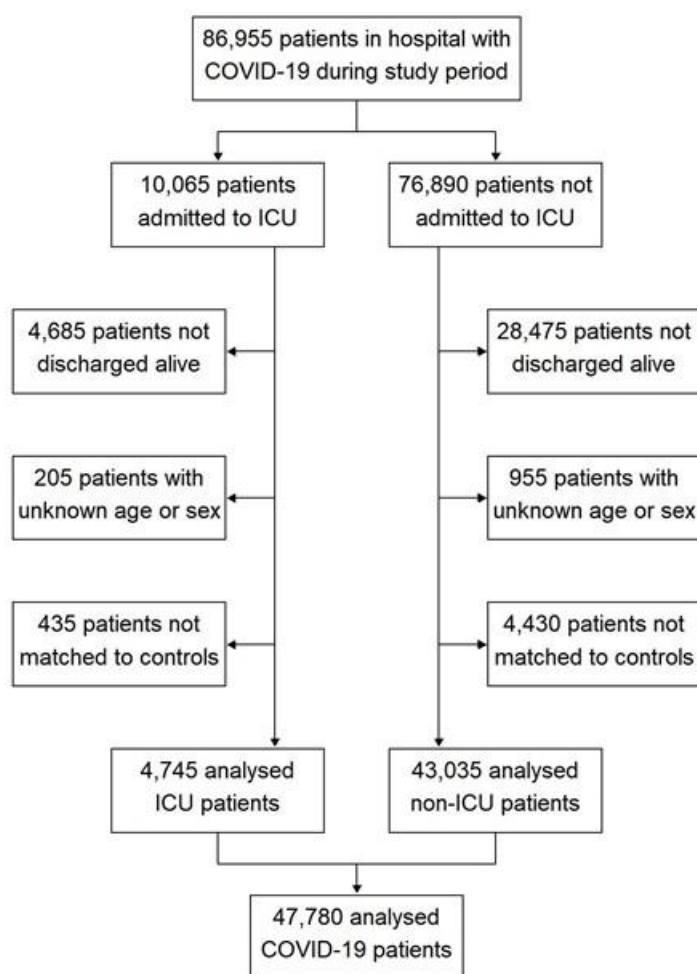 86,955 patients in hospital with
COVID-19 during study period
10,065 patients
admitted to ICU
76,890 patients not
admitted to ICU
4,685 patients not
discharged alive
28,475 patients not
discharged alive
205 patients with
unknown age or sex
955 patients with
unknown age or sex
435 patients not
matched to controls
4,430 patients not
matched to controls
4,745 analysed
ICU patients
43,035 analysed
non-ICU patients
47,780 analysed
COVID-19 patients